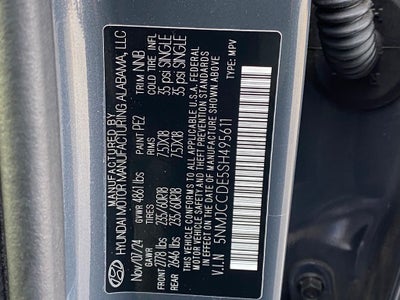 MANUFACTURED BY
HYUNDAI MOTOR MANUFACTURING ALABAMA, LLC
Nov/07/24 GVWR 4861 lbs PAINT PE2 TRIM NNB
GAWR TIRES RIMS COLD TIRE INFL
FRONT 2778 lbs 235/60R18 7.5JX18 35 psi SINGLE
REAR 2646 lbs 235/60R18 7.5JX18 35 psi SINGLE
THIS VEHICLE CONFORMS TO ALL APPLICABLE U.S.A. FEDERAL
MOTOR VEHICLE SAFETY, BUMPER, AND THEFT PREVENTION STANDARDS
IN EFFECT ON THE DATE OF MANUFACTURE SHOWN ABOVE.
V.I.N 5NMJCCDE5SH495611 TYPE: MPV